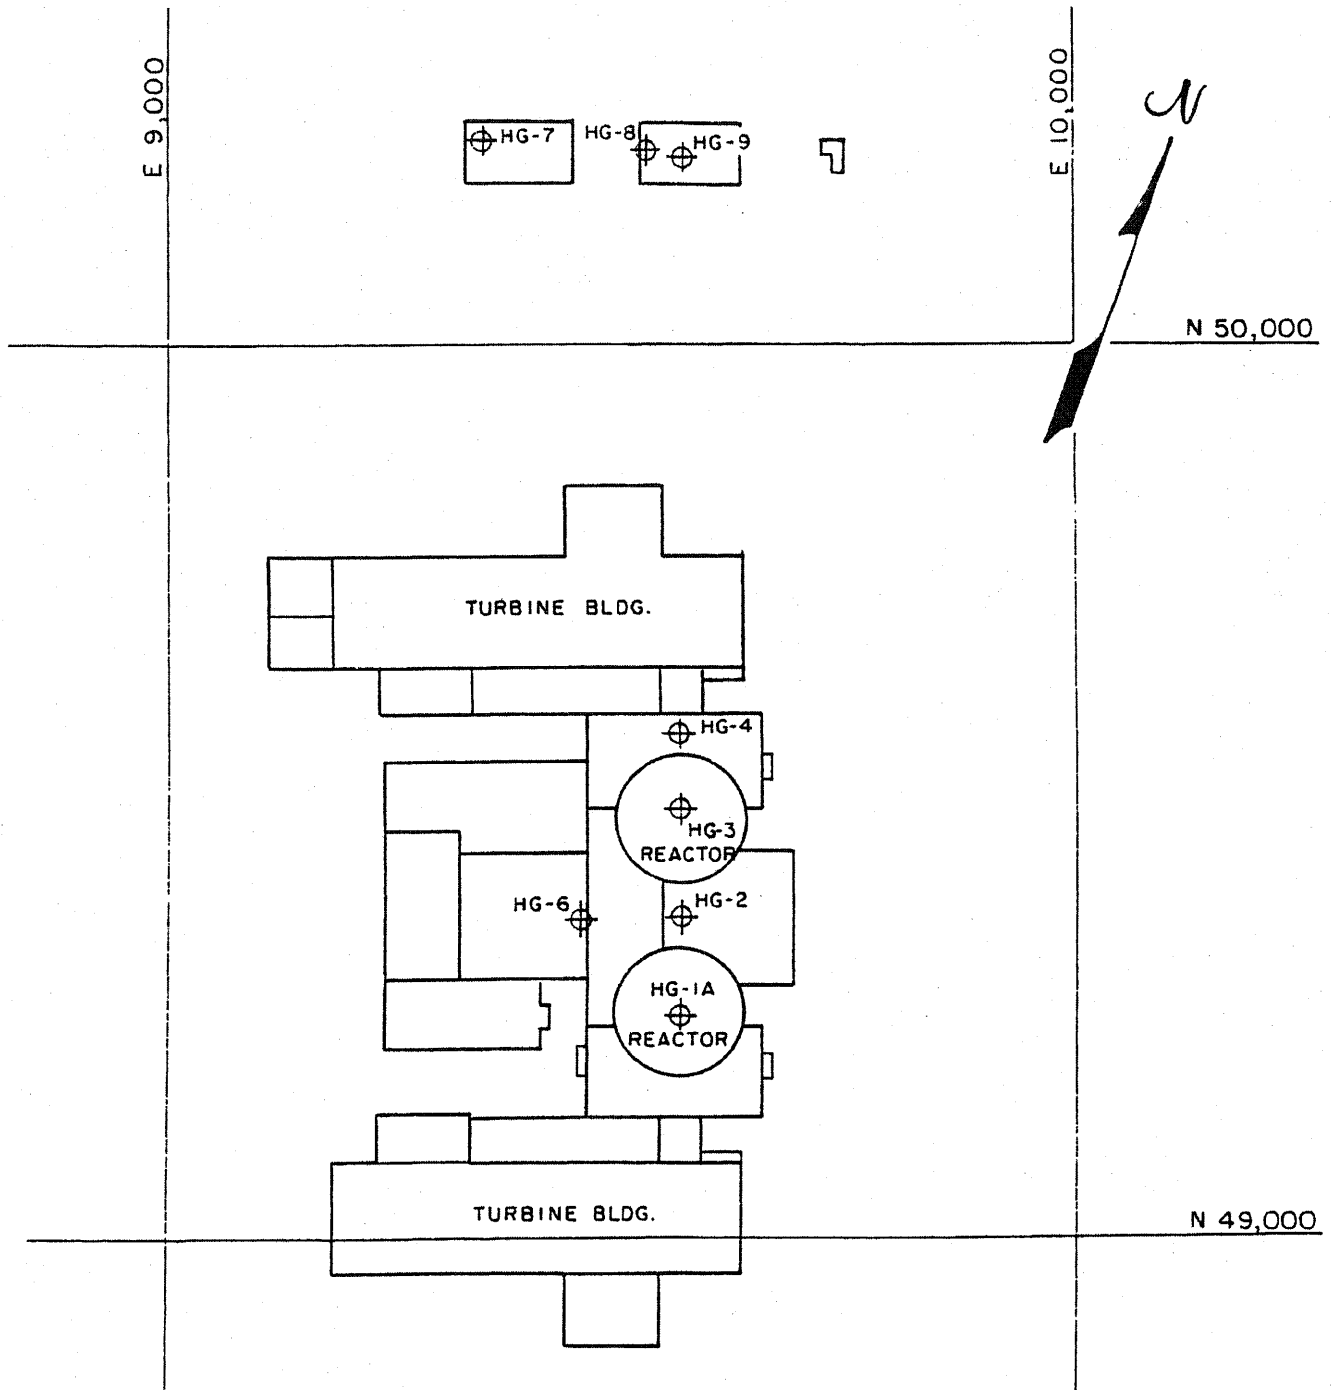 E 9,000
E 10,000
N
HG-7
HG-8
HG-9
N 50,000
TURBINE BLDG.
HG-4
HG-3
REACTOR
HG-6
HG-2
HG-1A
REACTOR
TURBINE BLDG.
N 49,000